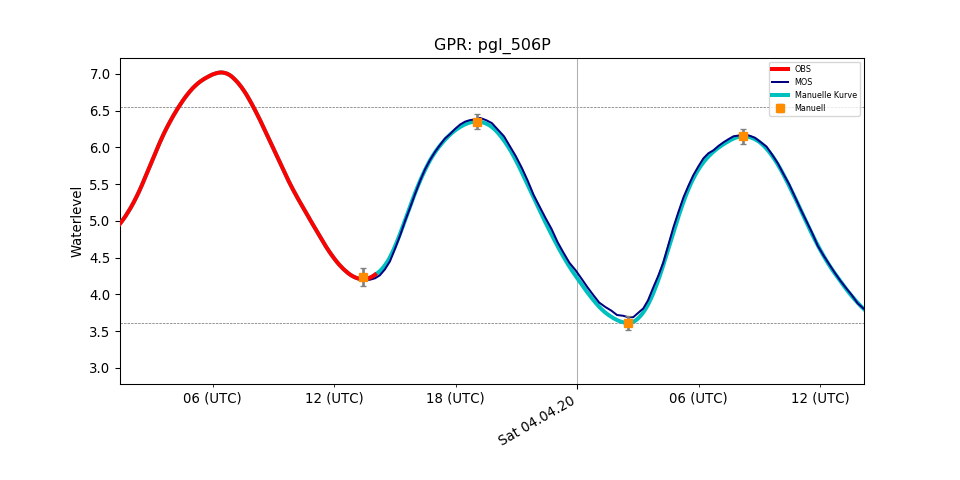 GPR: pgl_506P
OBS
MOS
Manuelle Kurve
Manuell
Waterlevel
7.0
6.5
6.0
5.5
5.0
4.5
4.0
3.5
3.0
06 (UTC)
12 (UTC)
18 (UTC)
Sat 04.04.20
06 (UTC)
12 (UTC)